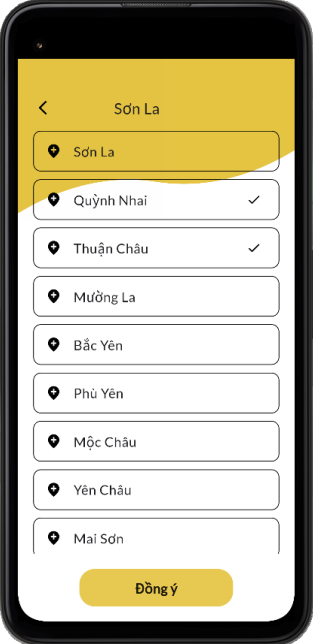 Sơn La
Sơn La
Quỳnh Nhai
Thuận Châu
Mường La
Bắc Yên
Phù Yên
Mộc Châu
Yên Châu
Mai Sơn
Đồng ý